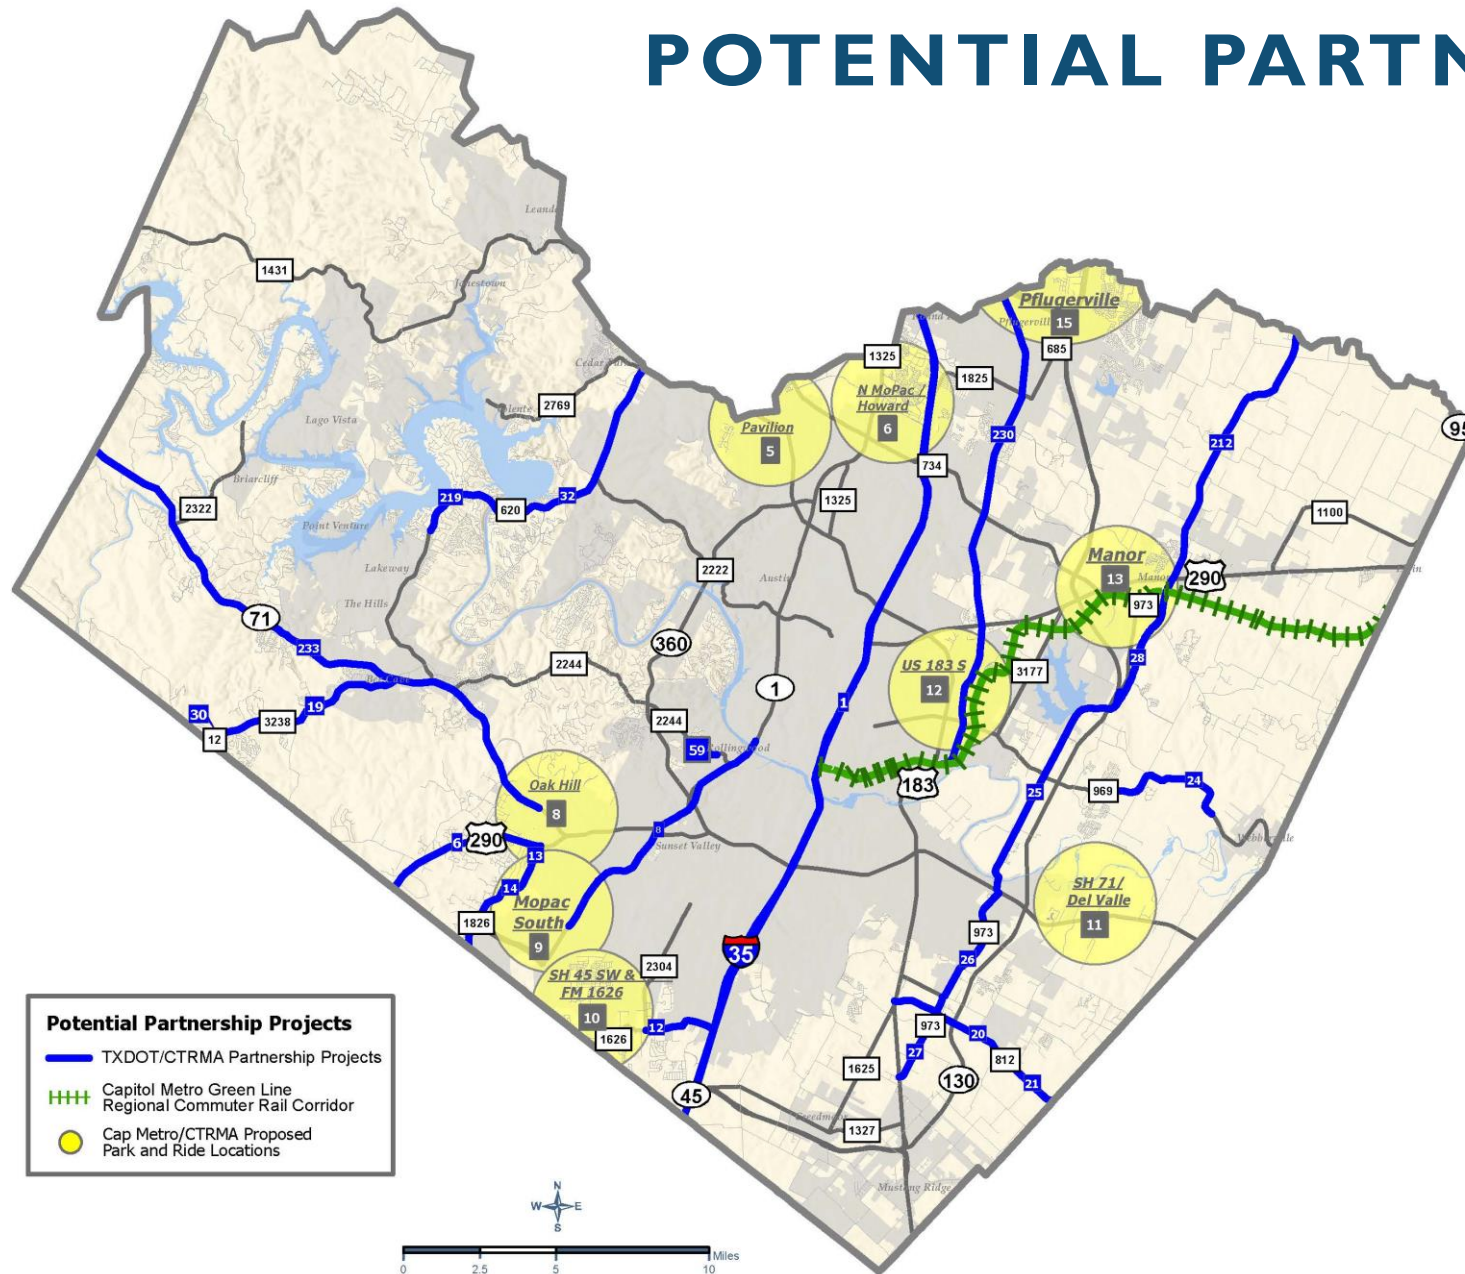 POTENTIAL PARTN
1431
Jonestown
Pflugerville
15
685
1325
1825
N MoPac /
Howard
6
2769
Pavilion
5
Lago Vista
95
230
212
734
219
32
620
2322
Briarcliff
1325
1100
Point Venture
Manor
13
Manor
290
973
Lakeway
2222
Austin
The Hills
71
233
360
2244
US 183 S
12
3177
28
1
1
19
30
3238
12
2244
59
Rollingwood
183
25
969
24
Oak Hill
8
8
Sunset Valley
Webberville
6
290
13
14
Mopac
South
9
1826
SH 71/
Del Valle
11
973
26
35
2304
SH 45 SW &
FM 1626
10
1626
12
973
20
27
812
21
1625
130
45
1327
Mustang Ridge
Potential Partnership Projects
TXDOT/CTRMA Partnership Projects
Capitol Metro Green Line
Regional Commuter Rail Corridor
Cap Metro/CTRMA Proposed
Park and Ride Locations
N
W E
S
Miles
0 2.5 5 10